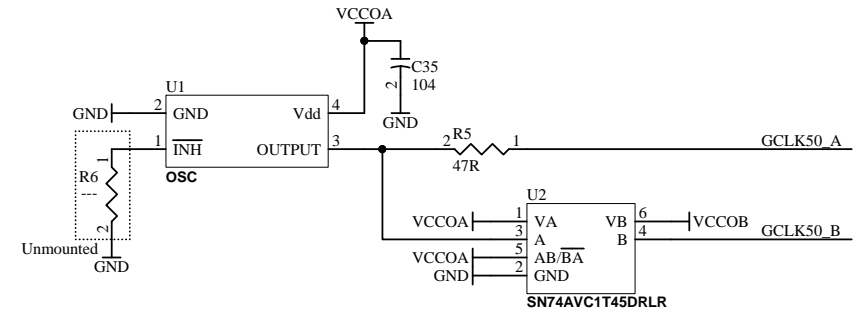 VCCOA
C35
2
104
GND
U1
GND 2 GND Vdd 4
1 INH OUTPUT 3
OSC
1
R6
---
2
Unmounted
GND
R5
2 1 GCLK50_A
47R
U2
VCCOA 1 VA VB 6 VCCOB
3 A B 4 GCLK50_B
VCCOA 5 AB/BA
GND 2 GND
SN74AVC1T45DRLR